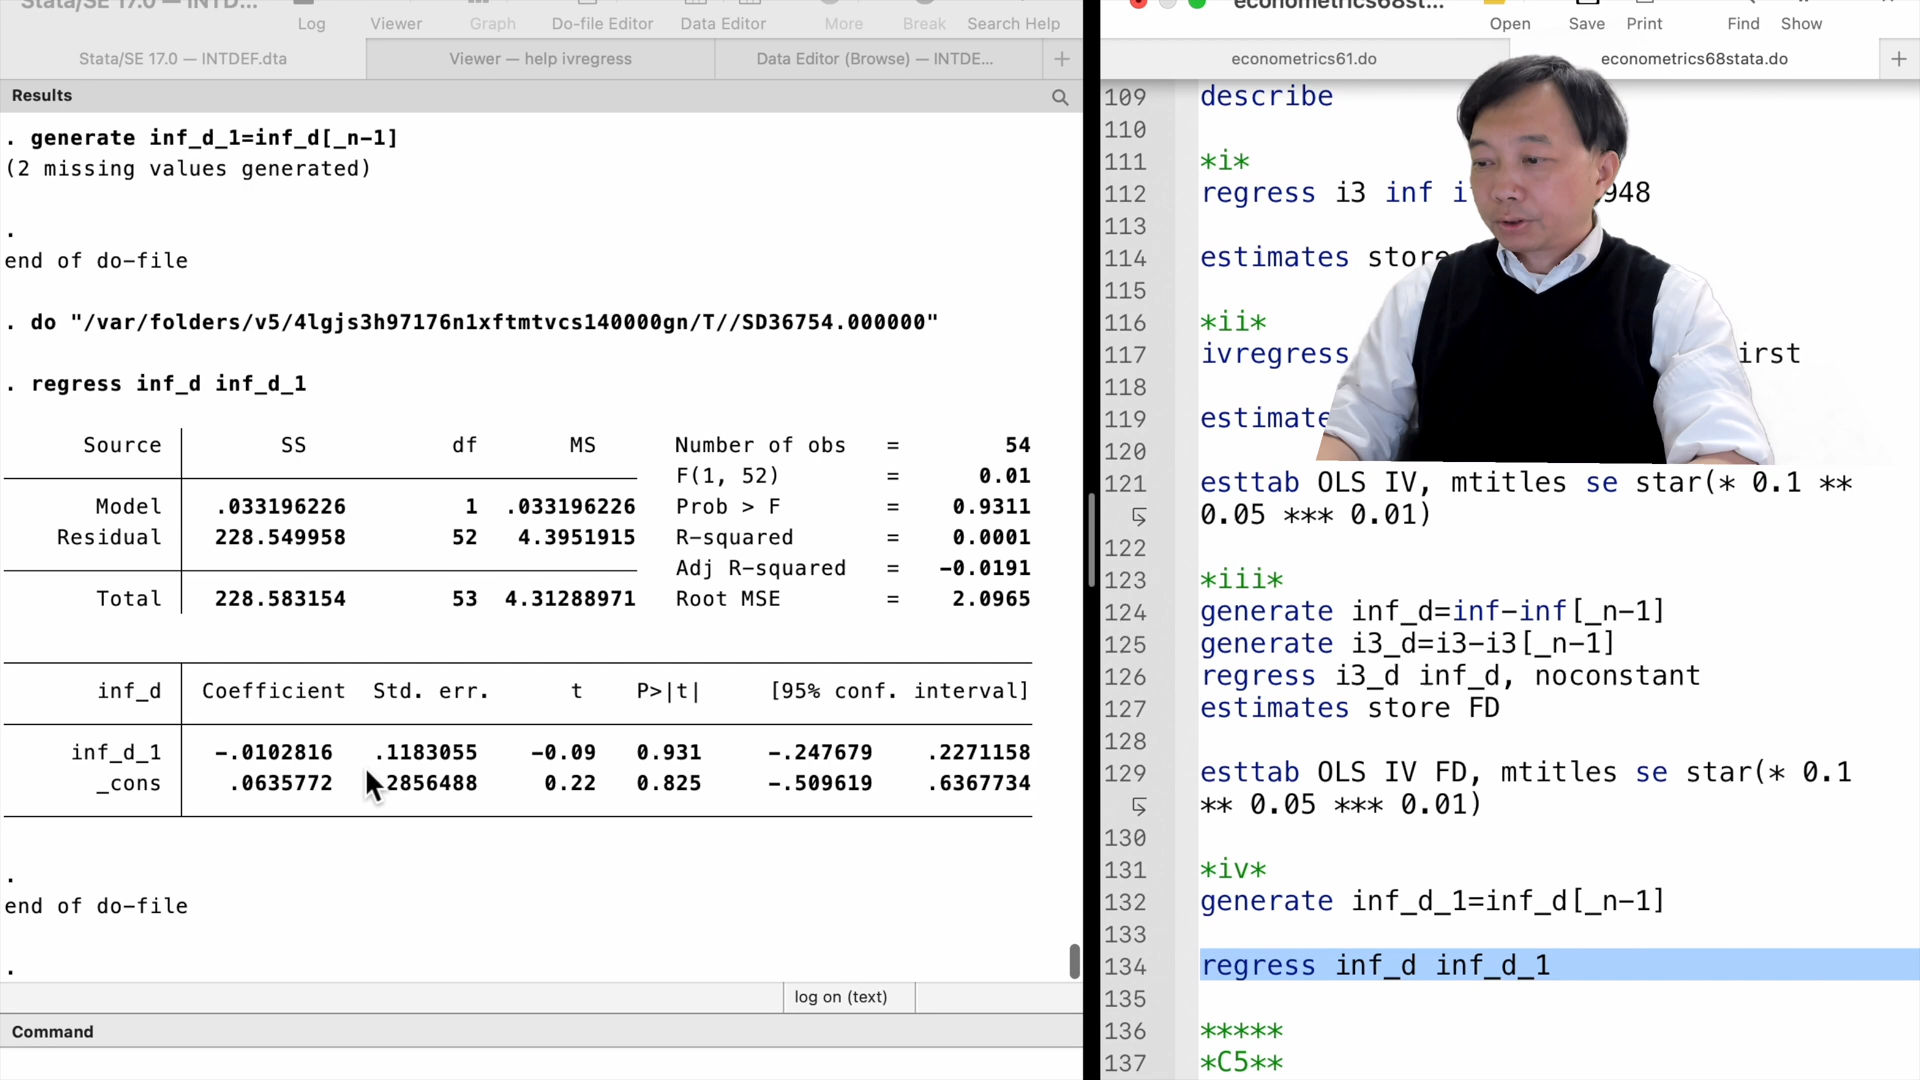 Stata/SE 17.0 — INTD...
Log Viewer Graph Do-file Editor Data Editor More Break Search Help
Stata/SE 17.0 — INTDEF.dta Viewer — help ivregress Data Editor (Browse) — INTDE... +
Results
. generate inf_d_1=inf_d[_n-1]
(2 missing values generated)
.
end of do-file
. do "/var/folders/v5/4lgjs3h97176n1xftmtvcs140000gn/T//SD36754.000000"
. regress inf_d inf_d_1
Source SS df MS Number of obs = 54
F(1, 52) = 0.01
Model .033196226 1 .033196226 Prob > F = 0.9311
Residual 228.549958 52 4.3951915 R-squared = 0.0001
Adj R-squared = -0.0191
Total 228.583154 53 4.31288971 Root MSE = 2.0965
inf_d Coefficient Std. err. t P>|t| [95% conf. interval]
inf_d_1 -.0102816 .1183055 -0.09 0.931 -.247679 .2271158
_cons .0635772 .2856488 0.22 0.825 -.509619 .6367734
.
end of do-file
.
log on (text)
Command
econometrics68st...
Open Save Print Find Show
econometrics61.do econometrics68stata.do +
109 describe
110
111 *i*
112 regress i3 inf i 948
113
114 estimates store
115
116 *ii*
117 ivregress irst
118
119 estimate
120
121 esttab OLS IV, mtitles se star(* 0.1 **
0.05 *** 0.01)
122
123 *iii*
124 generate inf_d=inf-inf[_n-1]
125 generate i3_d=i3-i3[_n-1]
126 regress i3_d inf_d, noconstant
127 estimates store FD
128
129 esttab OLS IV FD, mtitles se star(* 0.1
** 0.05 *** 0.01)
130
131 *iv*
132 generate inf_d_1=inf_d[_n-1]
133
134 regress inf_d inf_d_1
135
136 *****
137 *C5**